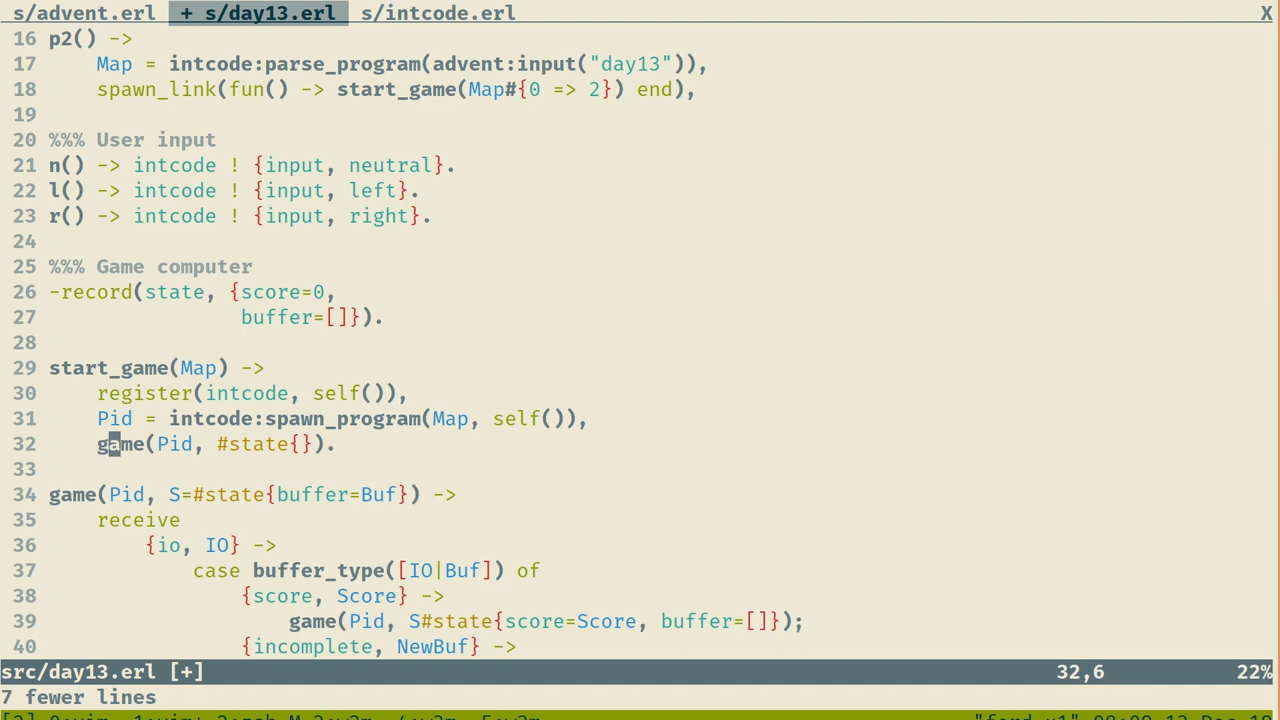 s/advent.erl + s/day13.erl s/intcode.erl X
16 p2() ->
17     Map = intcode:parse_program(advent:input("day13")),
18     spawn_link(fun() -> start_game(Map#{0 => 2}) end),
19
20 %%% User input
21 n() -> intcode ! {input, neutral}.
22 l() -> intcode ! {input, left}.
23 r() -> intcode ! {input, right}.
24
25 %%% Game computer
26 -record(state, {score=0,
27                 buffer=[]}).
28
29 start_game(Map) ->
30     register(intcode, self()),
31     Pid = intcode:spawn_program(Map, self()),
32     game(Pid, #state{}).
33
34 game(Pid, S=#state{buffer=Buf}) ->
35     receive
36         {io, IO} ->
37             case buffer_type([IO|Buf]) of
38                 {score, Score} ->
39                     game(Pid, S#state{score=Score, buffer=[]});
40                 {incomplete, NewBuf} ->
src/day13.erl [+] 32,6 22%
7 fewer lines